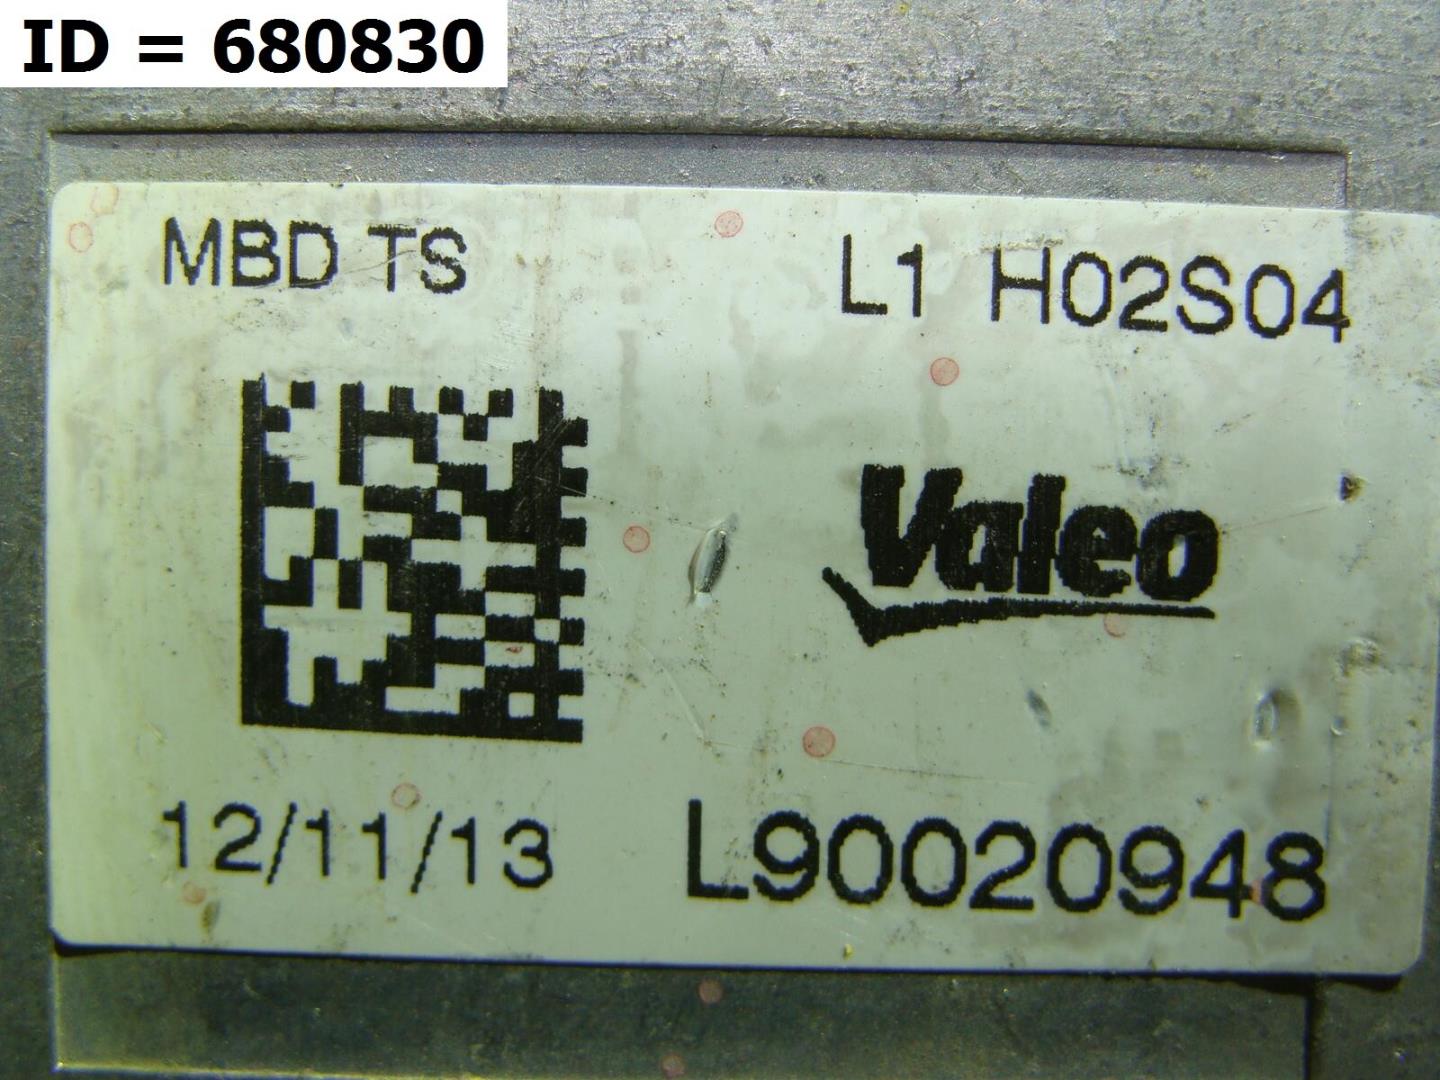 ID = 680830
MBD TS L1 H02S04
Valeo
12/11/13 L90020948